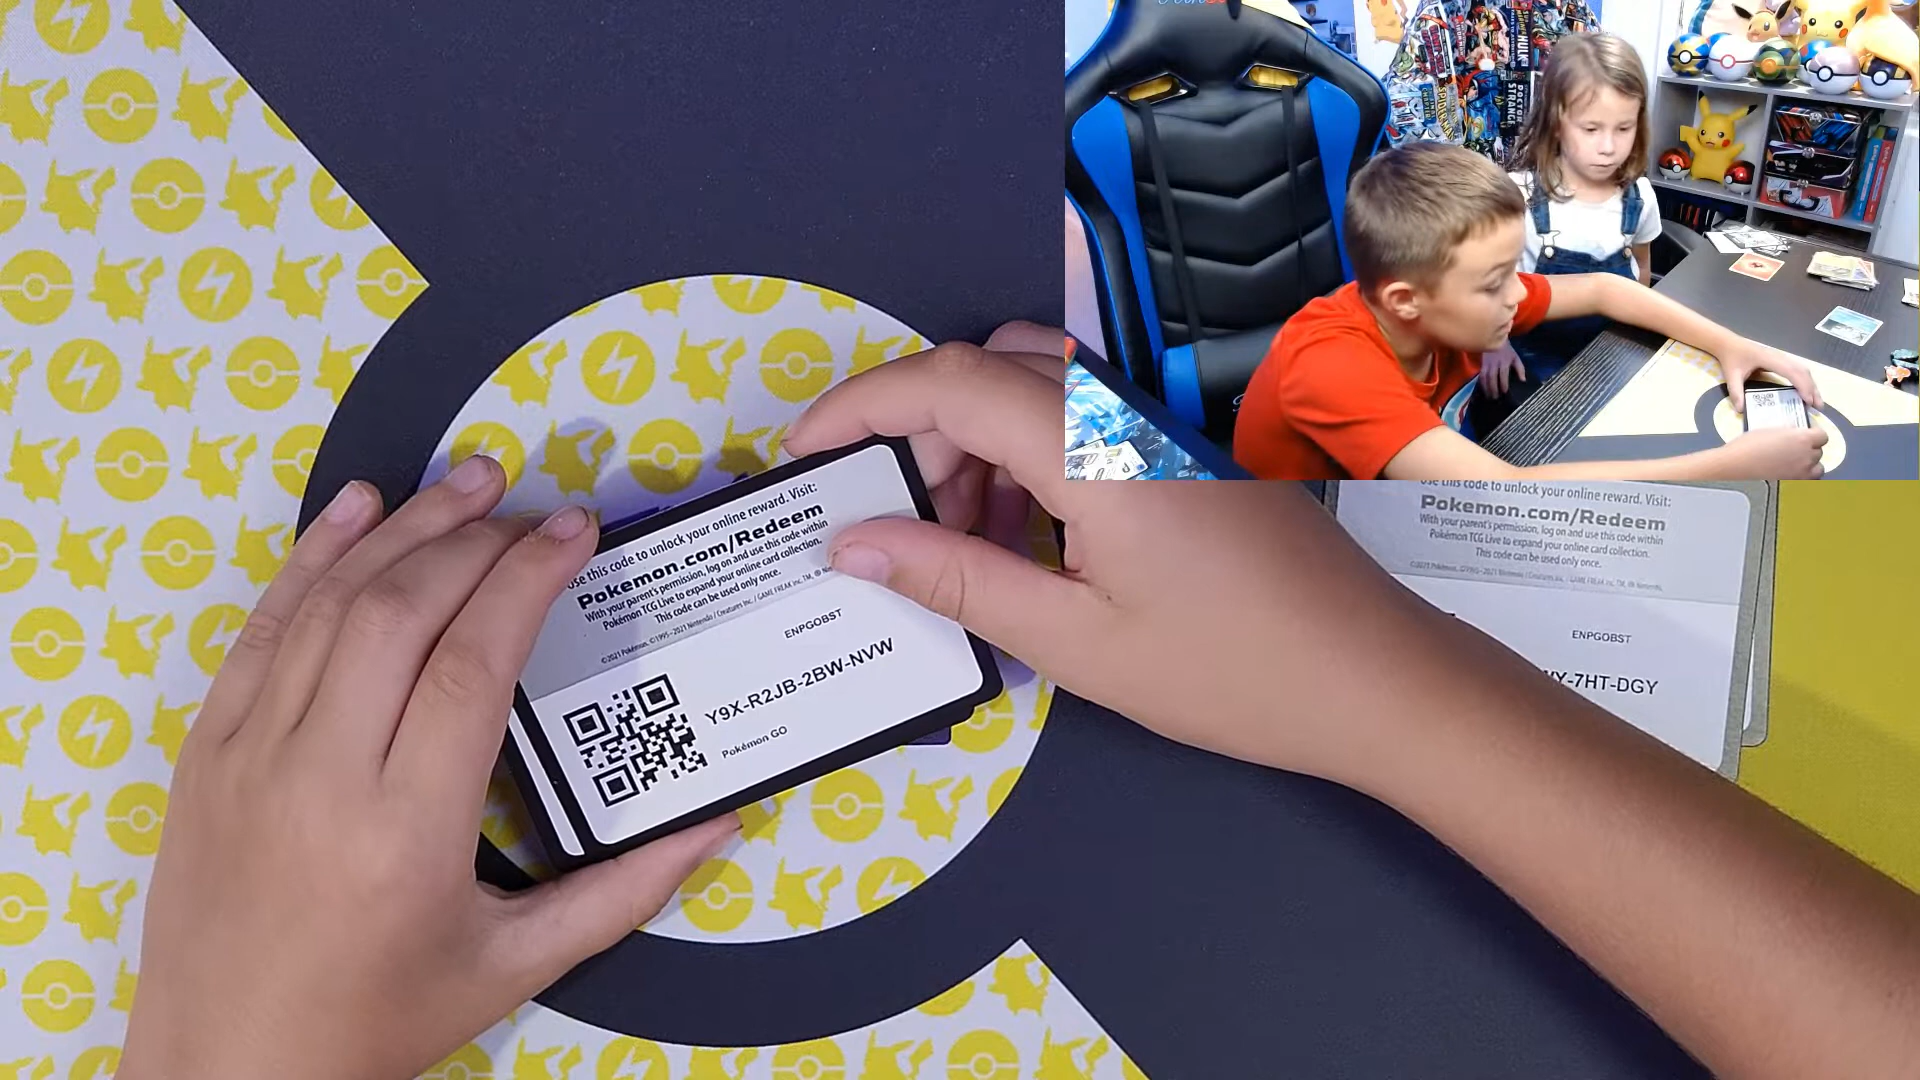 Use this code to unlock your online reward. Visit:
Pokemon.com/Redeem
With your parent's permission, log on and use this code within
Pokémon TCG Live to expand your online card collection.
This code can be used only once.
ENPGOBST
Y9X-R2JB-2BW-NVW
Pokémon GO
use this code to unlock your online reward. Visit:
Pokemon.com/Redeem
With your parent's permission, log on and use this code within
Pokémon TCG Live to expand your online card collection.
This code can be used only once.
ENPGOBST
-7HT-DGY
HULK
DOCTOR
STRANGE